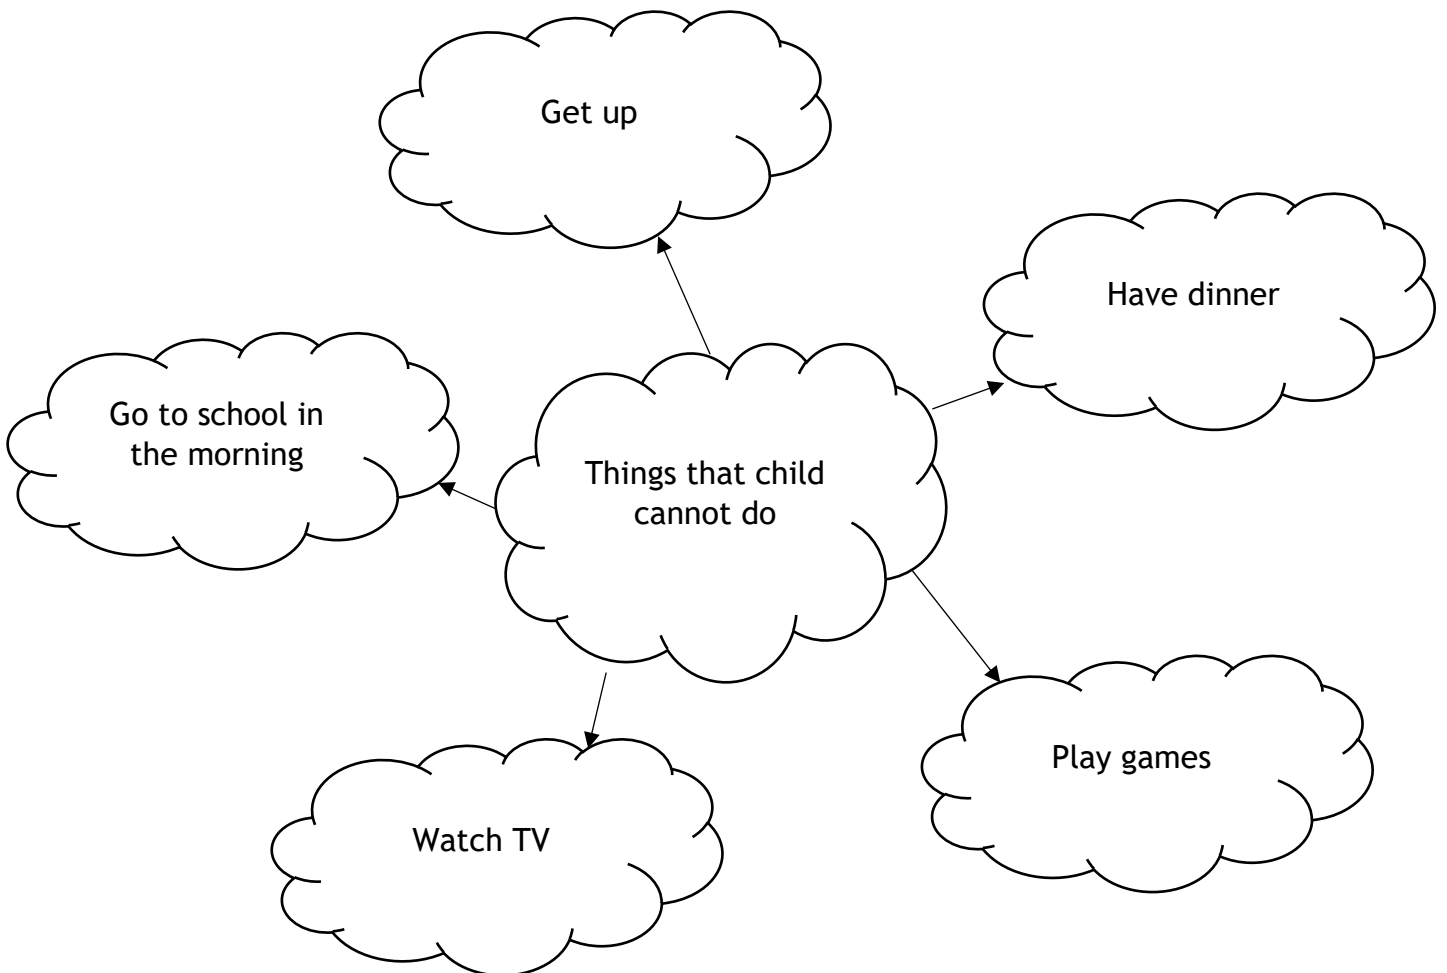 Get up
Have dinner
Go to school in
the morning
Things that child
cannot do
Play games
Watch TV